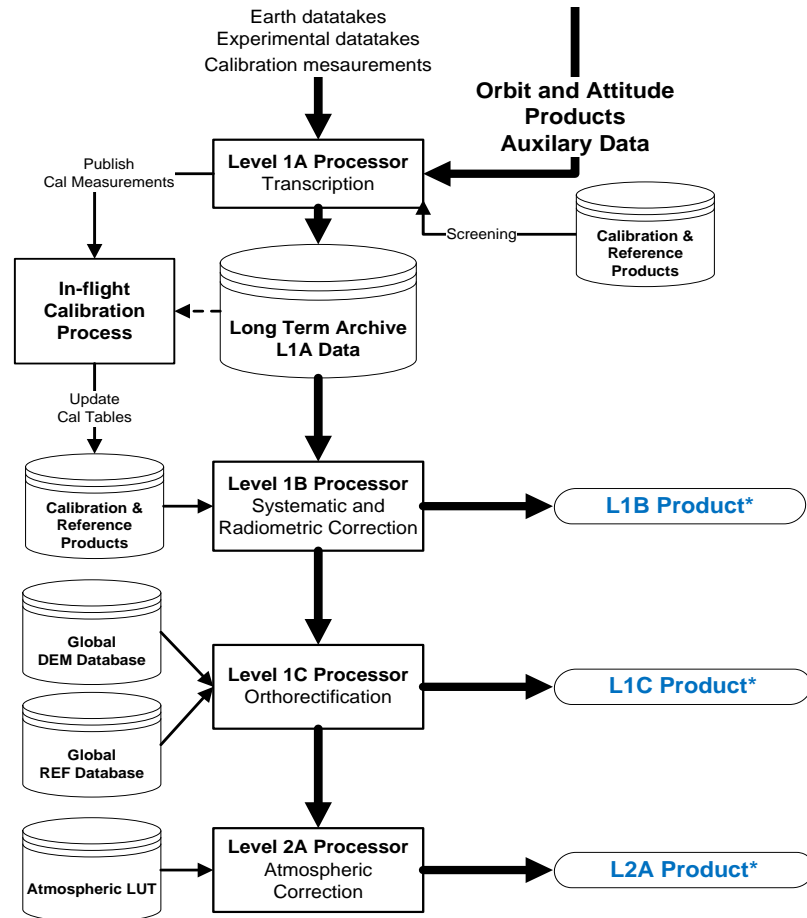 Earth datatakes
Experimental datatakes
Calibration mesaurements
Orbit and Attitude
Products
Auxilary Data
Publish
Cal Measurements
Level 1A Processor
Transcription
Screening
Calibration &
Reference
Products
In-flight
Calibration
Process
Long Term Archive
L1A Data
Update
Cal Tables
Calibration &
Reference
Products
Level 1B Processor
Systematic and
Radiometric Correction
L1B Product*
Global
DEM Database
Level 1C Processor
Orthorectification
L1C Product*
Global
REF Database
Atmospheric LUT
Level 2A Processor
Atmospheric
Correction
L2A Product*